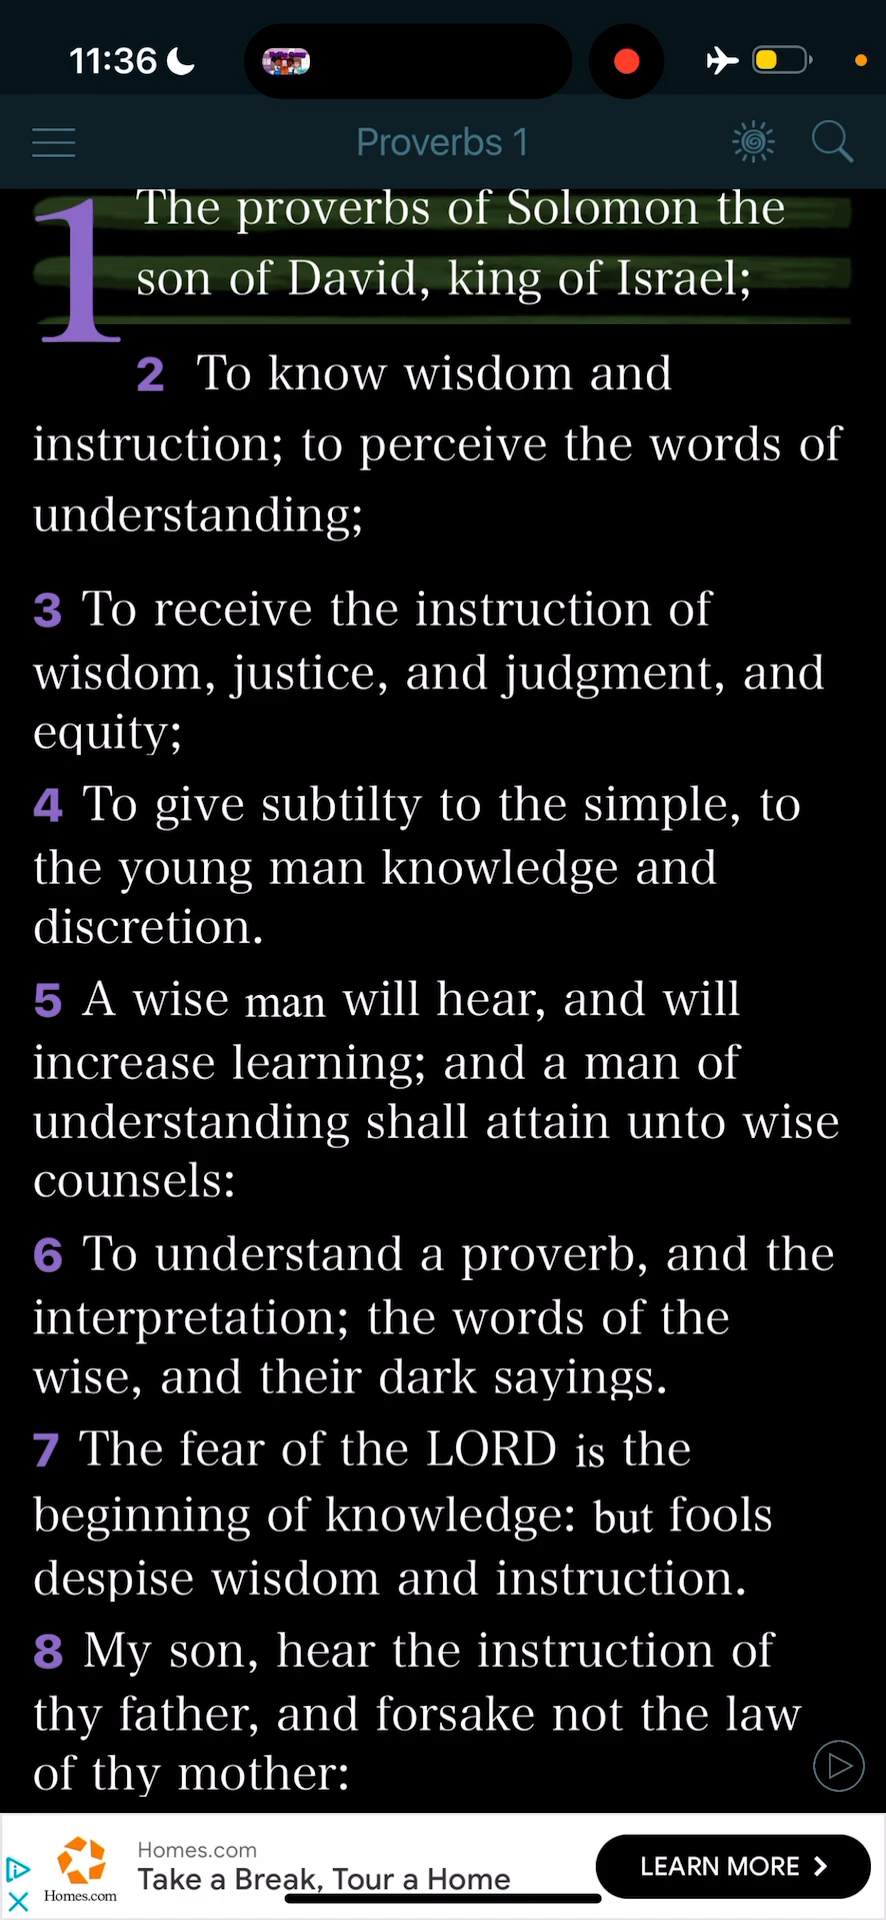 11:36
Proverbs 1
1 The proverbs of Solomon the
son of David, king of Israel;
2 To know wisdom and
instruction; to perceive the words of
understanding;
3 To receive the instruction of
wisdom, justice, and judgment, and
equity;
4 To give subtilty to the simple, to
the young man knowledge and
discretion.
5 A wise man will hear, and will
increase learning; and a man of
understanding shall attain unto wise
counsels:
6 To understand a proverb, and the
interpretation; the words of the
wise, and their dark sayings.
7 The fear of the LORD is the
beginning of knowledge: but fools
despise wisdom and instruction.
8 My son, hear the instruction of
thy father, and forsake not the law
of thy mother:
Homes.com
Take a Break, Tour a Home
LEARN MORE
Homes.com